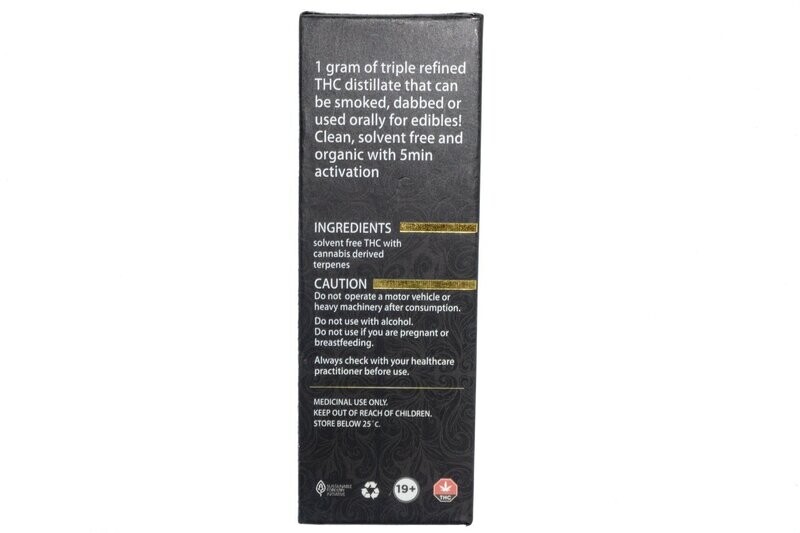 1 gram of triple refined
THC distillate that can
be smoked, dabbed or
used orally for edibles!
Clean, solvent free and
organic with 5min
activation
INGREDIENTS
solvent free THC with
cannabis derived
terpenes
CAUTION
Do not operate a motor vehicle or
heavy machinery after consumption.
Do not use with alcohol.
Do not use if you are pregnant or
breastfeeding.
Always check with your healthcare
practitioner before use.
MEDICINAL USE ONLY.
KEEP OUT OF REACH OF CHILDREN.
STORE BELOW 25°C.
SUSTAINABLE
FORESTRY
INITIATIVE
19+
THC